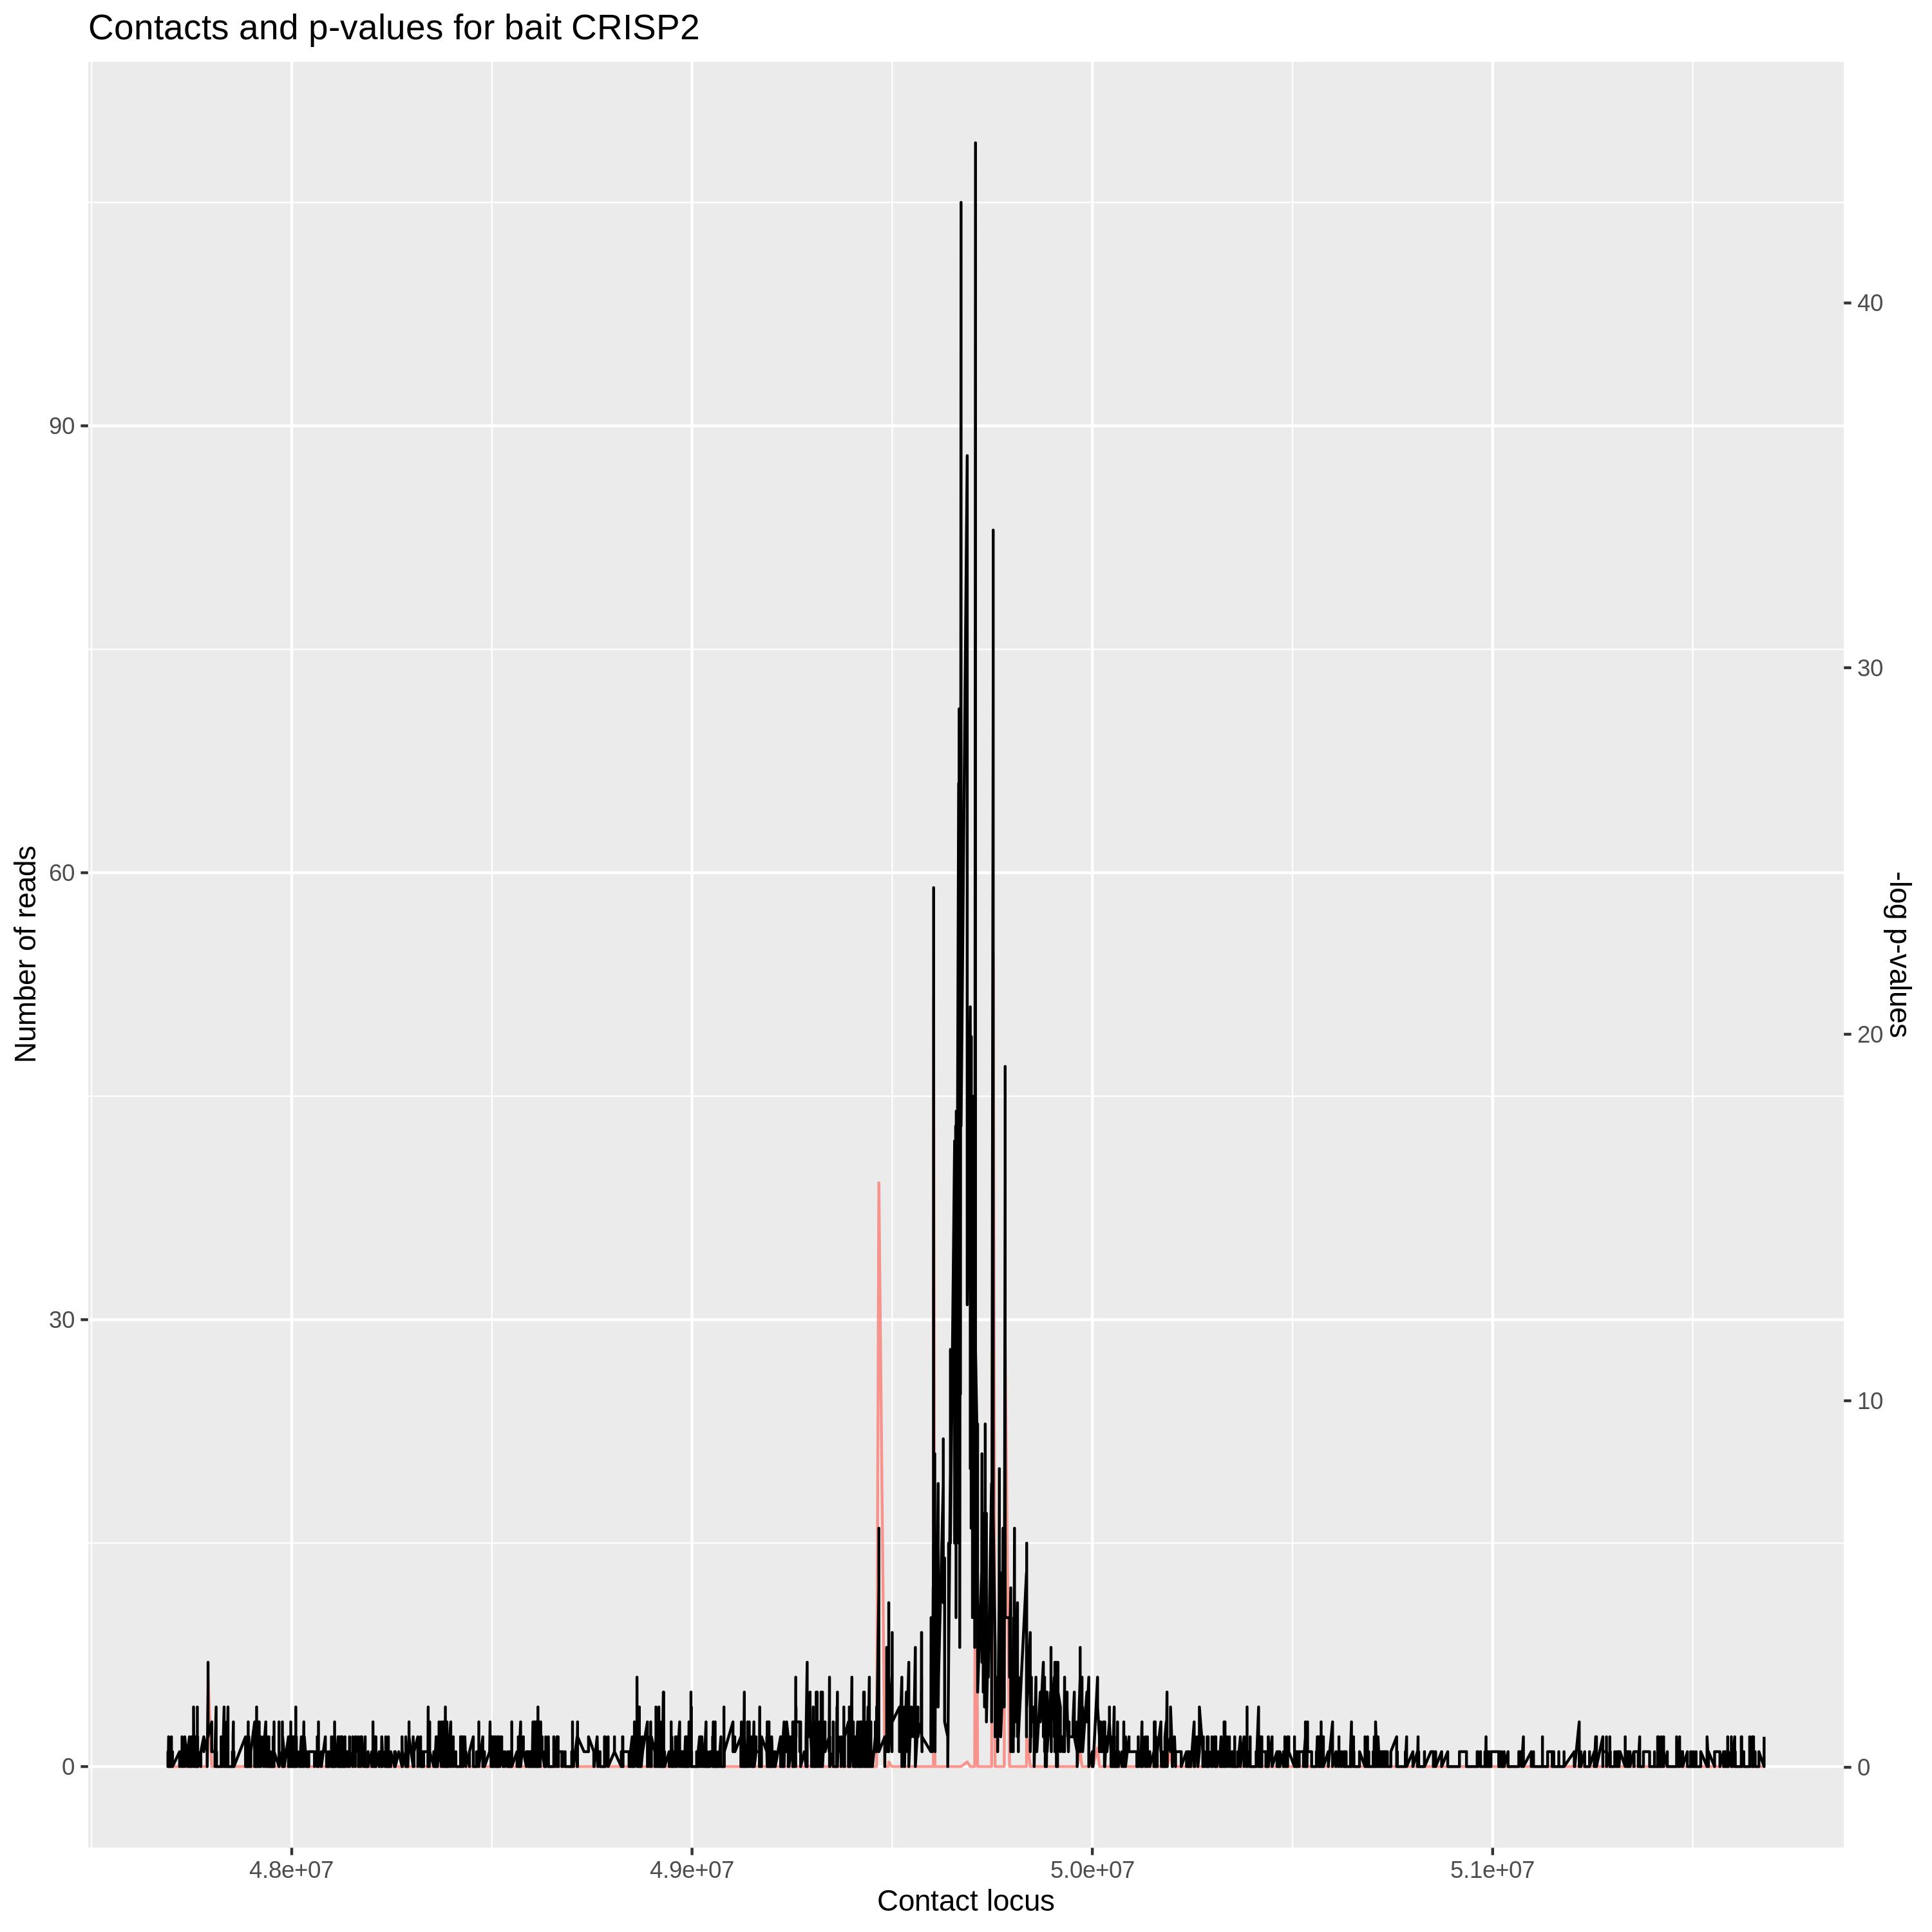 Contacts and p-values for bait CRISP2
Number of reads
90
60
30
0
40
30
20
10
0
-log p-values
4.8e+07
4.9e+07
5.0e+07
5.1e+07
Contact locus